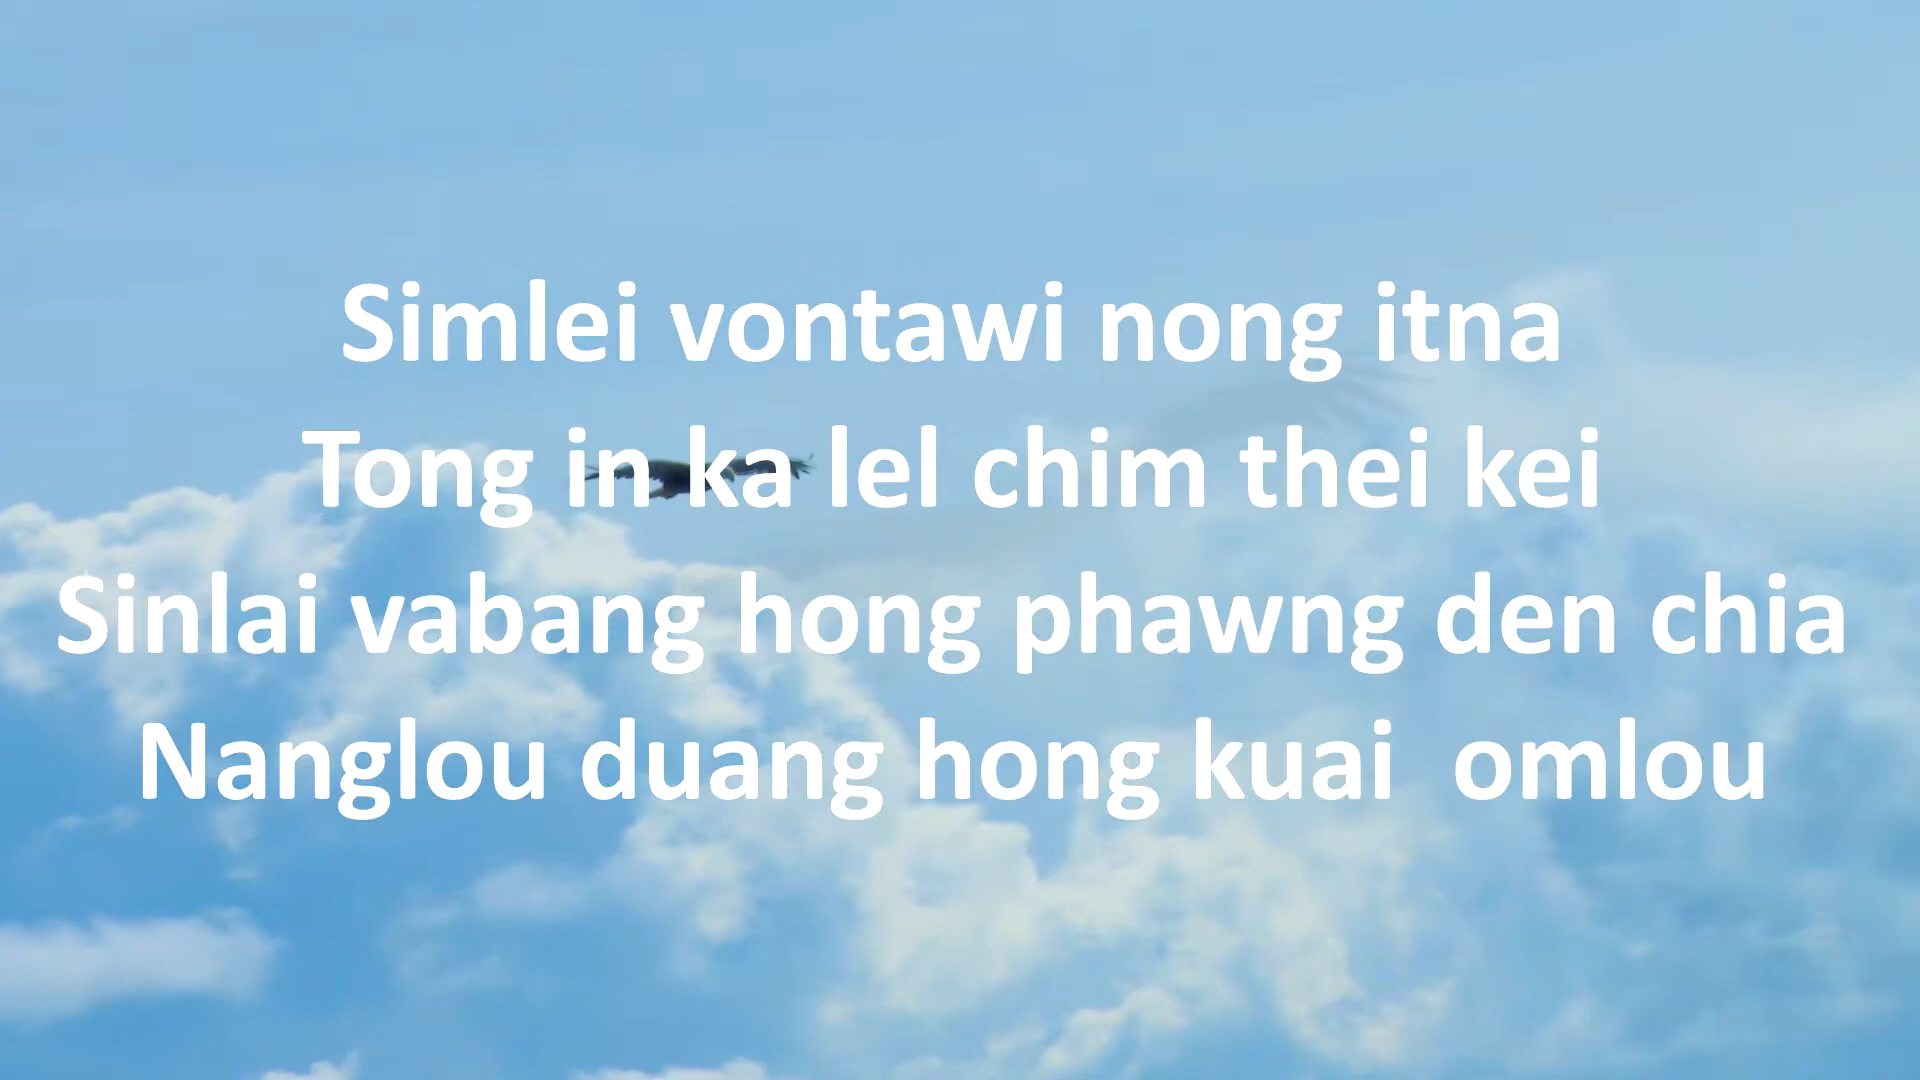 Simlei vontawi nong itna
Tong in ka lel chim thei kei
Sinlai vabang hong phawng den chia
Nanglou duang hong kuai  omlou